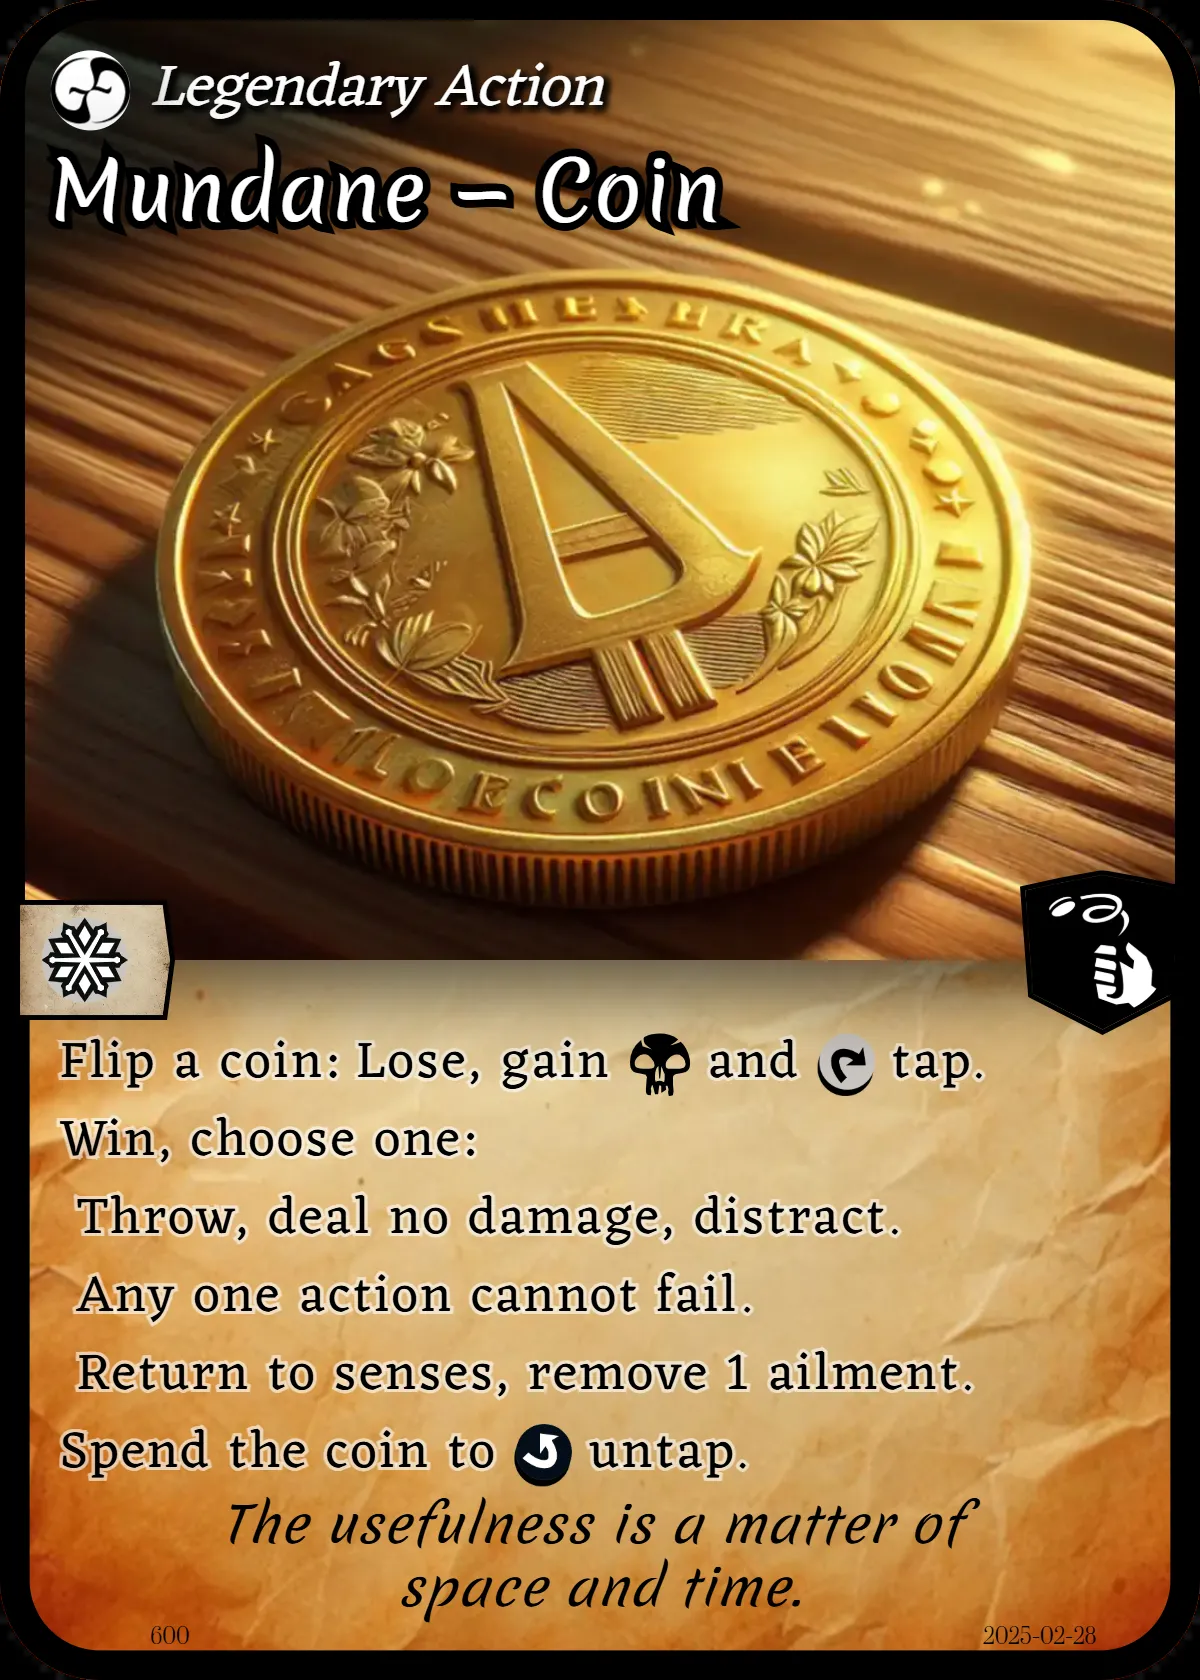 Legendary Action
Mundane – Coin
Flip a coin: Lose, gain and tap.
Win, choose one:
Throw, deal no damage, distract.
Any one action cannot fail.
Return to senses, remove 1 ailment.
Spend the coin to untap.
The usefulness is a matter of
space and time.
600
2025-02-28